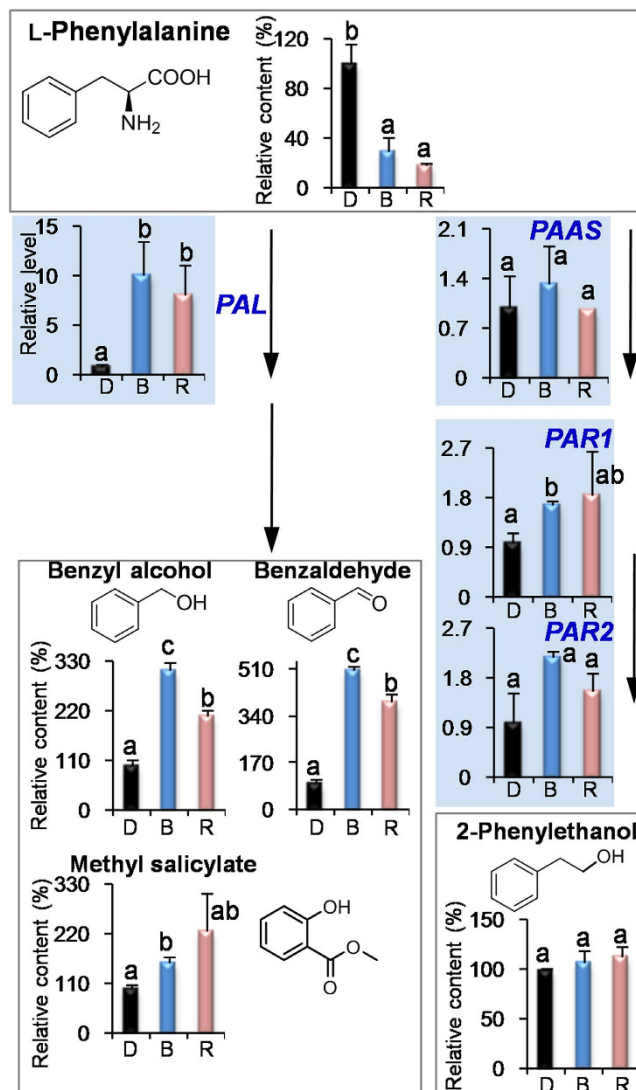 L-Phenylalanine
COOH
NH2
Relative content (%)
120
80
40
0
b
a
a
D B R
Relative level
15
10
5
0
a
b
b
D B R
PAL
PAAS
2.1
1.4
0.7
0
a
a
a
D B R
PAR1
2.7
1.8
0.9
0
a
b
ab
D B R
PAR2
2.7
1.8
0.9
0
a
a
a
D B R
Benzyl alcohol
OH
Relative content (%)
330
220
110
0
a
c
b
D B R
Benzaldehyde
O
510
340
170
0
a
c
b
D B R
Methyl salicylate
Relative content (%)
330
220
110
0
a
b
ab
D B R
OH
O
O
2-Phenylethanol
OH
Relative content (%)
150
100
50
0
a
a
a
D B R